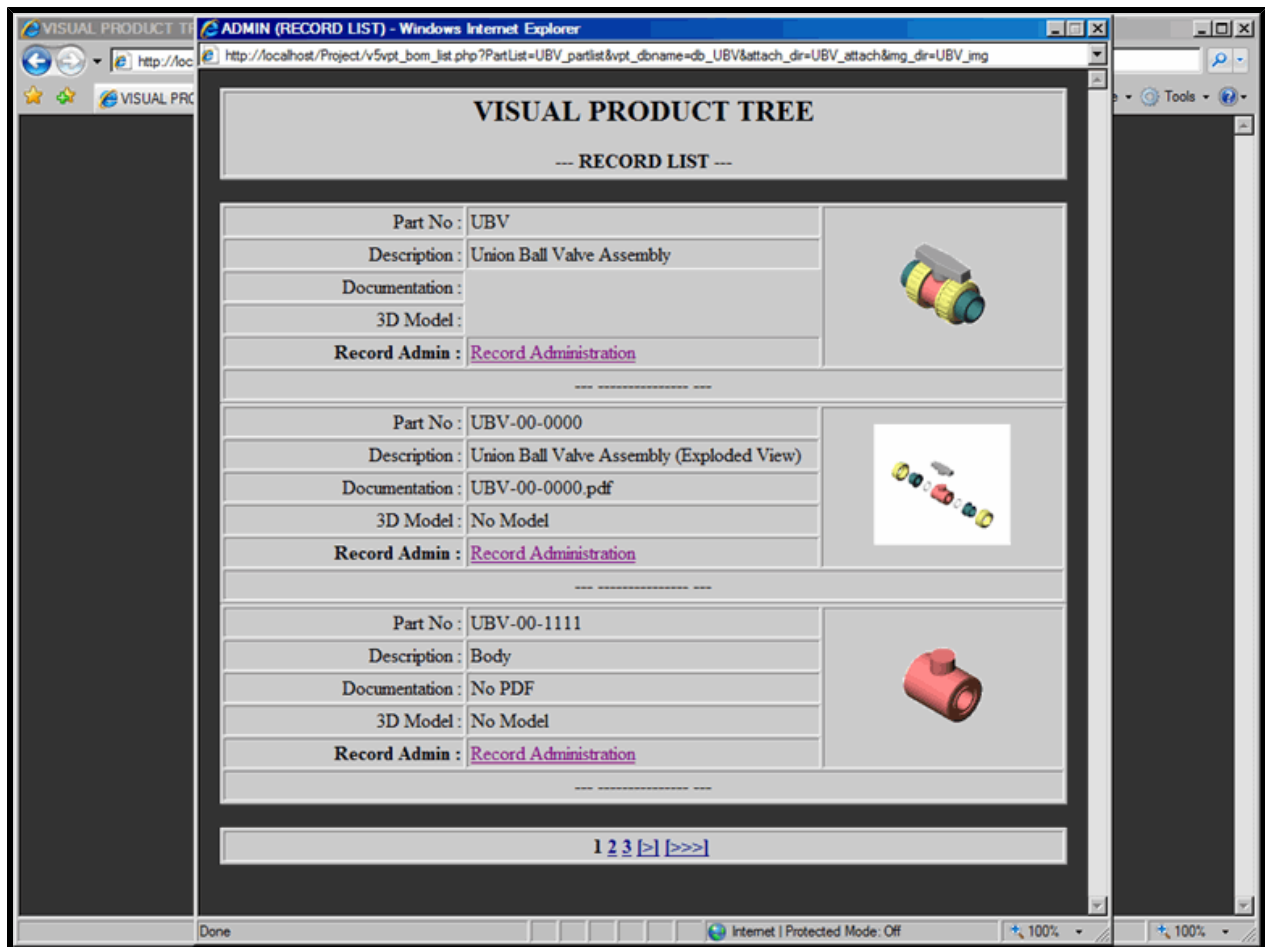 VISUAL PRODUCT TR
ADMIN (RECORD LIST) - Windows Internet Explorer
http://loc
http://localhost/Project/v5vpt_bom_list.php?PartList=UBV_partlist&vpt_dbname=db_UBV&attach_dir=UBV_attach&img_dir=UBV_img
VISUAL PRO
Tools
VISUAL PRODUCT TREE
--- RECORD LIST ---
Part No : UBV
Description : Union Ball Valve Assembly
Documentation :
3D Model :
Record Admin : Record Administration
--- --------------- ---
Part No : UBV-00-0000
Description : Union Ball Valve Assembly (Exploded View)
Documentation : UBV-00-0000.pdf
3D Model : No Model
Record Admin : Record Administration
--- --------------- ---
Part No : UBV-00-1111
Description : Body
Documentation : No PDF
3D Model : No Model
Record Admin : Record Administration
--- --------------- ---
1 2 3 [>] [>>>]
Done
Internet | Protected Mode: Off
100%
100%